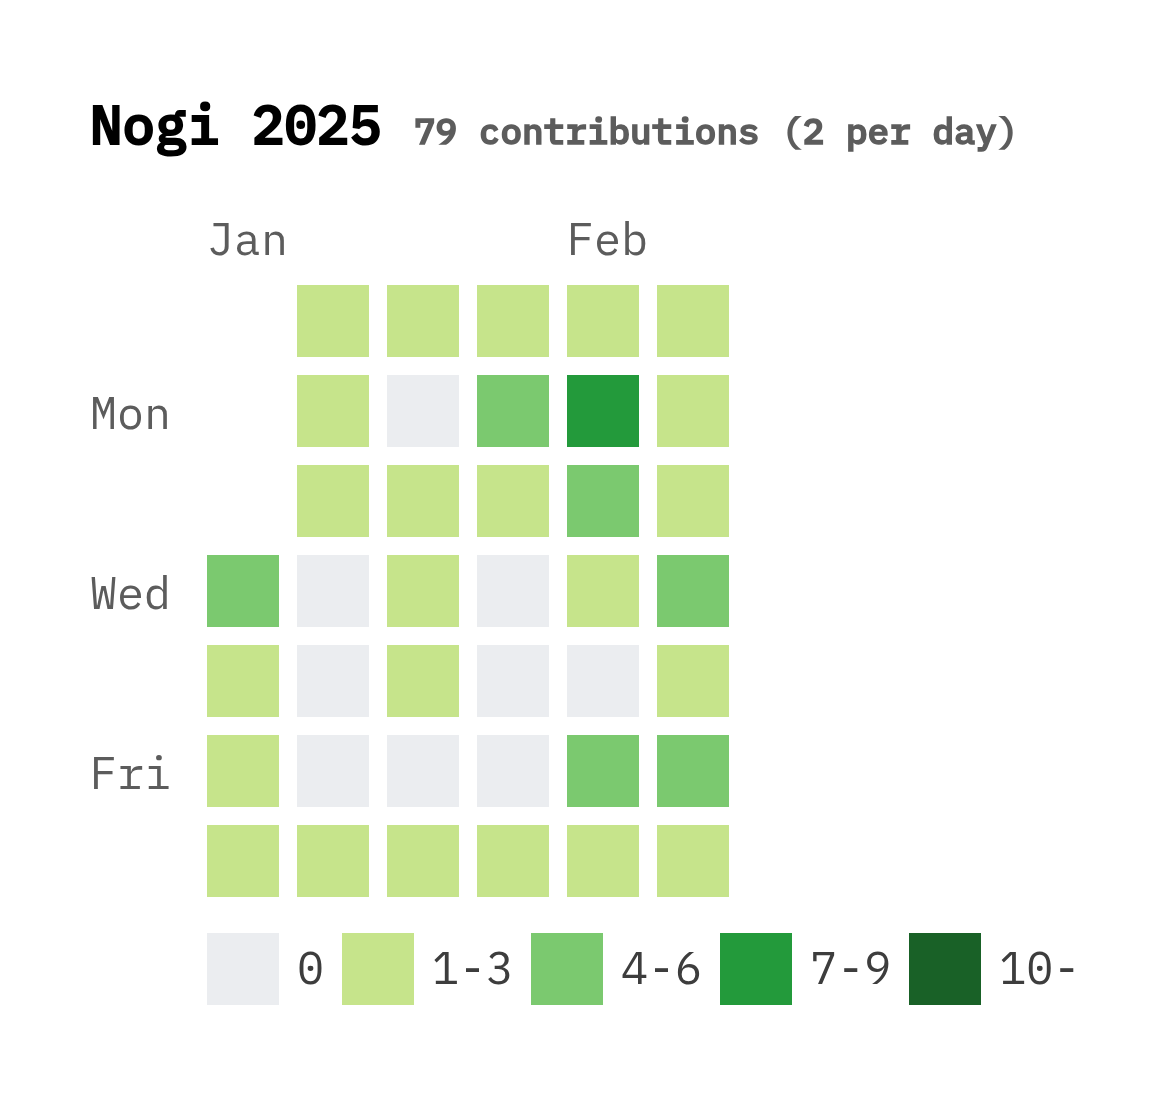 Nogi 2025 79 contributions (2 per day)
Jan Feb
Mon
Wed
Fri
0 1-3 4-6 7-9 10-